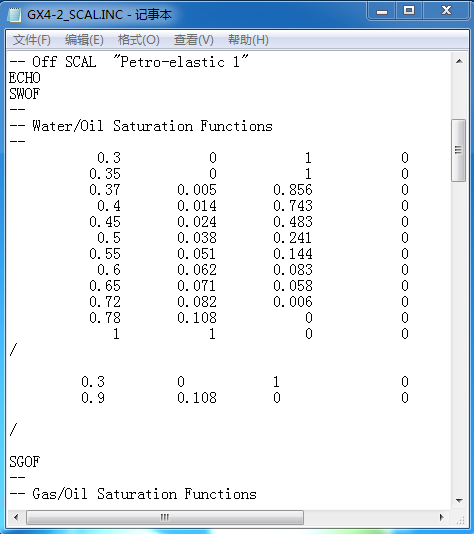 GX4-2_SCAL.INC - 记事本
文件(F) 编辑(E) 格式(O) 查看(V) 帮助(H)
-- Off SCAL "Petro-elastic 1"
ECHO
SWOF
--
-- Water/Oil Saturation Functions
--
0.3 0 1 0
0.35 0 1 0
0.37 0.005 0.856 0
0.4 0.014 0.743 0
0.45 0.024 0.483 0
0.5 0.038 0.241 0
0.55 0.051 0.144 0
0.6 0.062 0.083 0
0.65 0.071 0.058 0
0.72 0.082 0.006 0
0.78 0.108 0 0
1 1 0 0
/
0.3 0 1 0
0.9 0.108 0 0
/
SGOF
--
-- Gas/Oil Saturation Functions